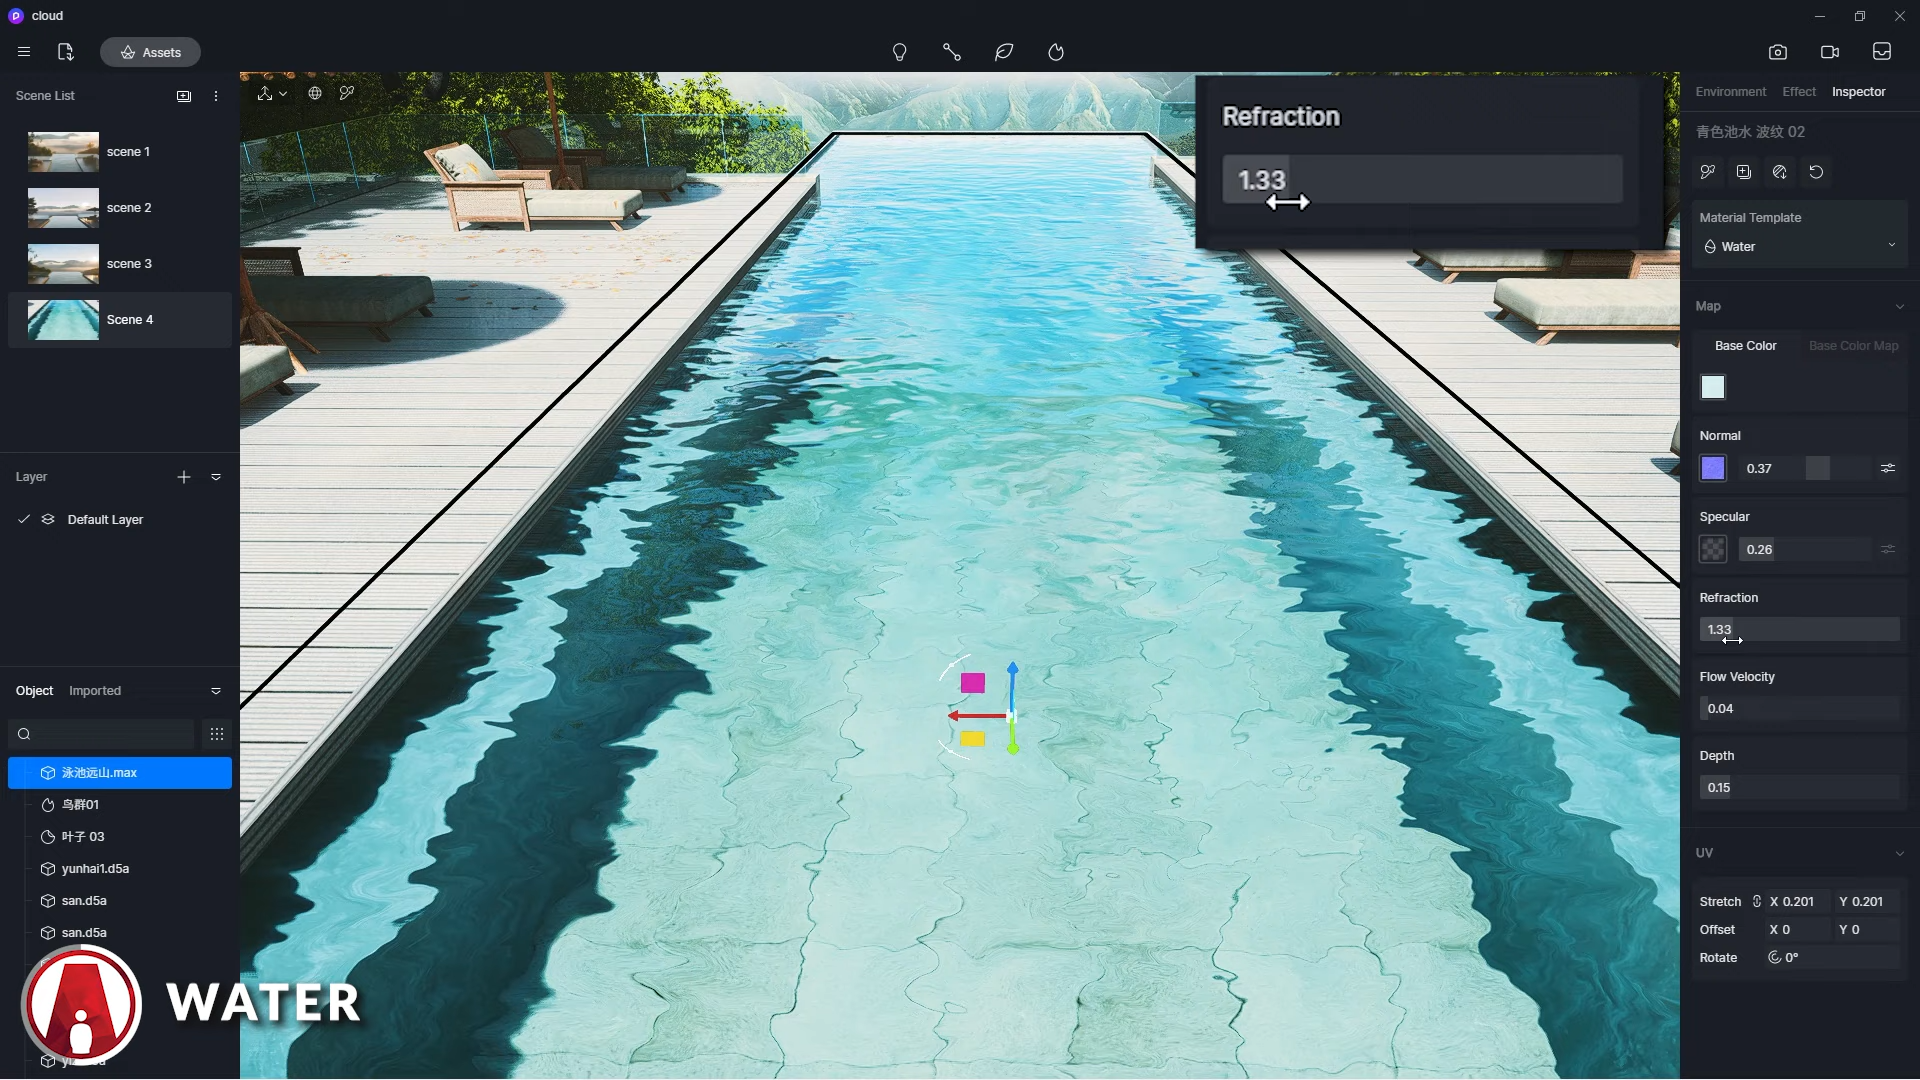 cloud
Assets
Scene List
scene 1
scene 2
scene 3
Scene 4
Layer
Default Layer
Object Imported
泳池远山.max
鸟群01
叶子 03
yunhai1.d5a
san.d5a
san.d5a
WATER
Refraction
1.33
Environment Effect Inspector
青色池水 波纹 02
Material Template
Water
Map
Base Color Base Color Map
Normal
0.37
Specular
0.26
Refraction
1.33
Flow Velocity
0.04
Depth
0.15
UV
Stretch X 0.201 Y 0.201
Offset X 0 Y 0
Rotate 0°